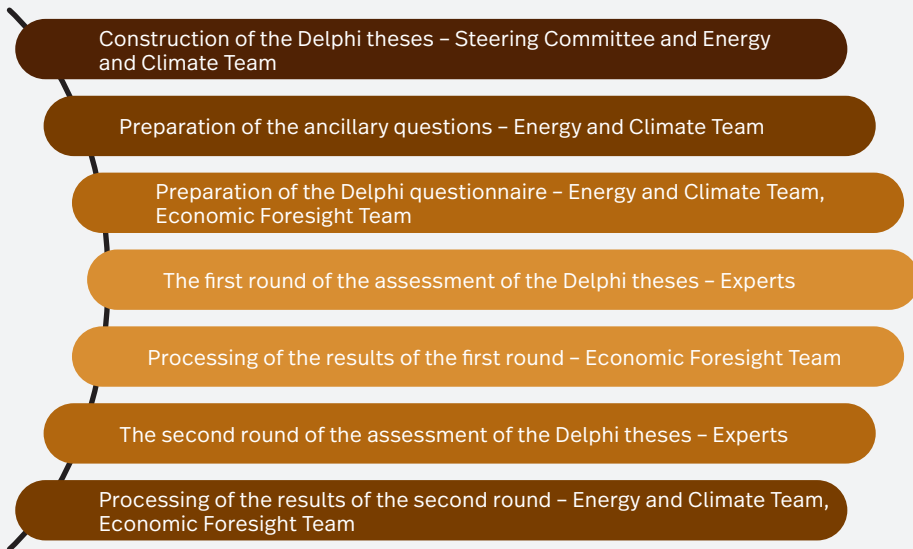 Construction of the Delphi theses – Steering Committee and Energy
and Climate Team
Preparation of the ancillary questions – Energy and Climate Team
Preparation of the Delphi questionnaire – Energy and Climate Team,
Economic Foresight Team
The first round of the assessment of the Delphi theses – Experts
Processing of the results of the first round – Economic Foresight Team
The second round of the assessment of the Delphi theses – Experts
Processing of the results of the second round – Energy and Climate Team,
Economic Foresight Team